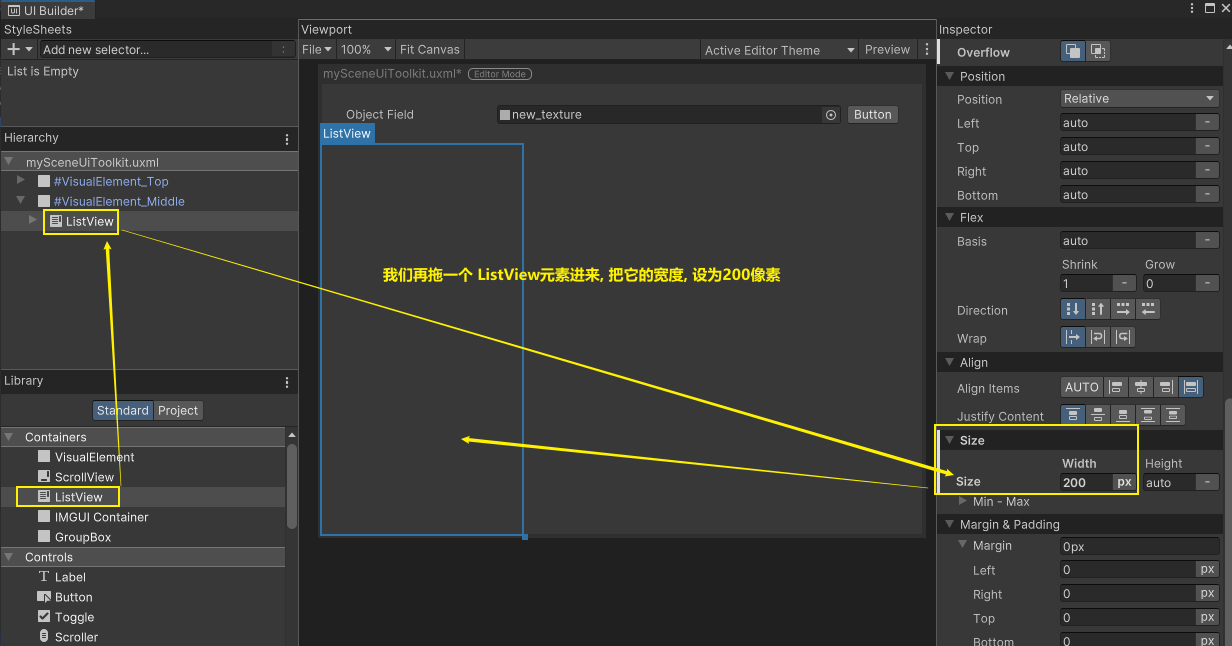 UI Builder*
StyleSheets
Add new selector...
List is Empty
Hierarchy
mySceneUiToolkit.uxml
#VisualElement_Top
#VisualElement_Middle
ListView
Library
Standard Project
Containers
VisualElement
ScrollView
ListView
IMGUI Container
GroupBox
Controls
Label
Button
Toggle
Scroller
Viewport
File 100% Fit Canvas Active Editor Theme Preview
mySceneUiToolkit.uxml* Editor Mode
Object Field new_texture Button
ListView
我们再拖一个 ListView元素进来, 把它的宽度, 设为200像素
Inspector
Overflow
Position
Position Relative
Left auto -
Top auto -
Right auto -
Bottom auto -
Flex
Basis auto -
Shrink Grow
1 - 0 -
Direction
Wrap
Align
Align Items AUTO
Justify Content
Size
Width Height
Size 200 px auto -
Min - Max
Margin & Padding
Margin 0px
Left 0 px
Right 0 px
Top 0 px
Bottom 0 px